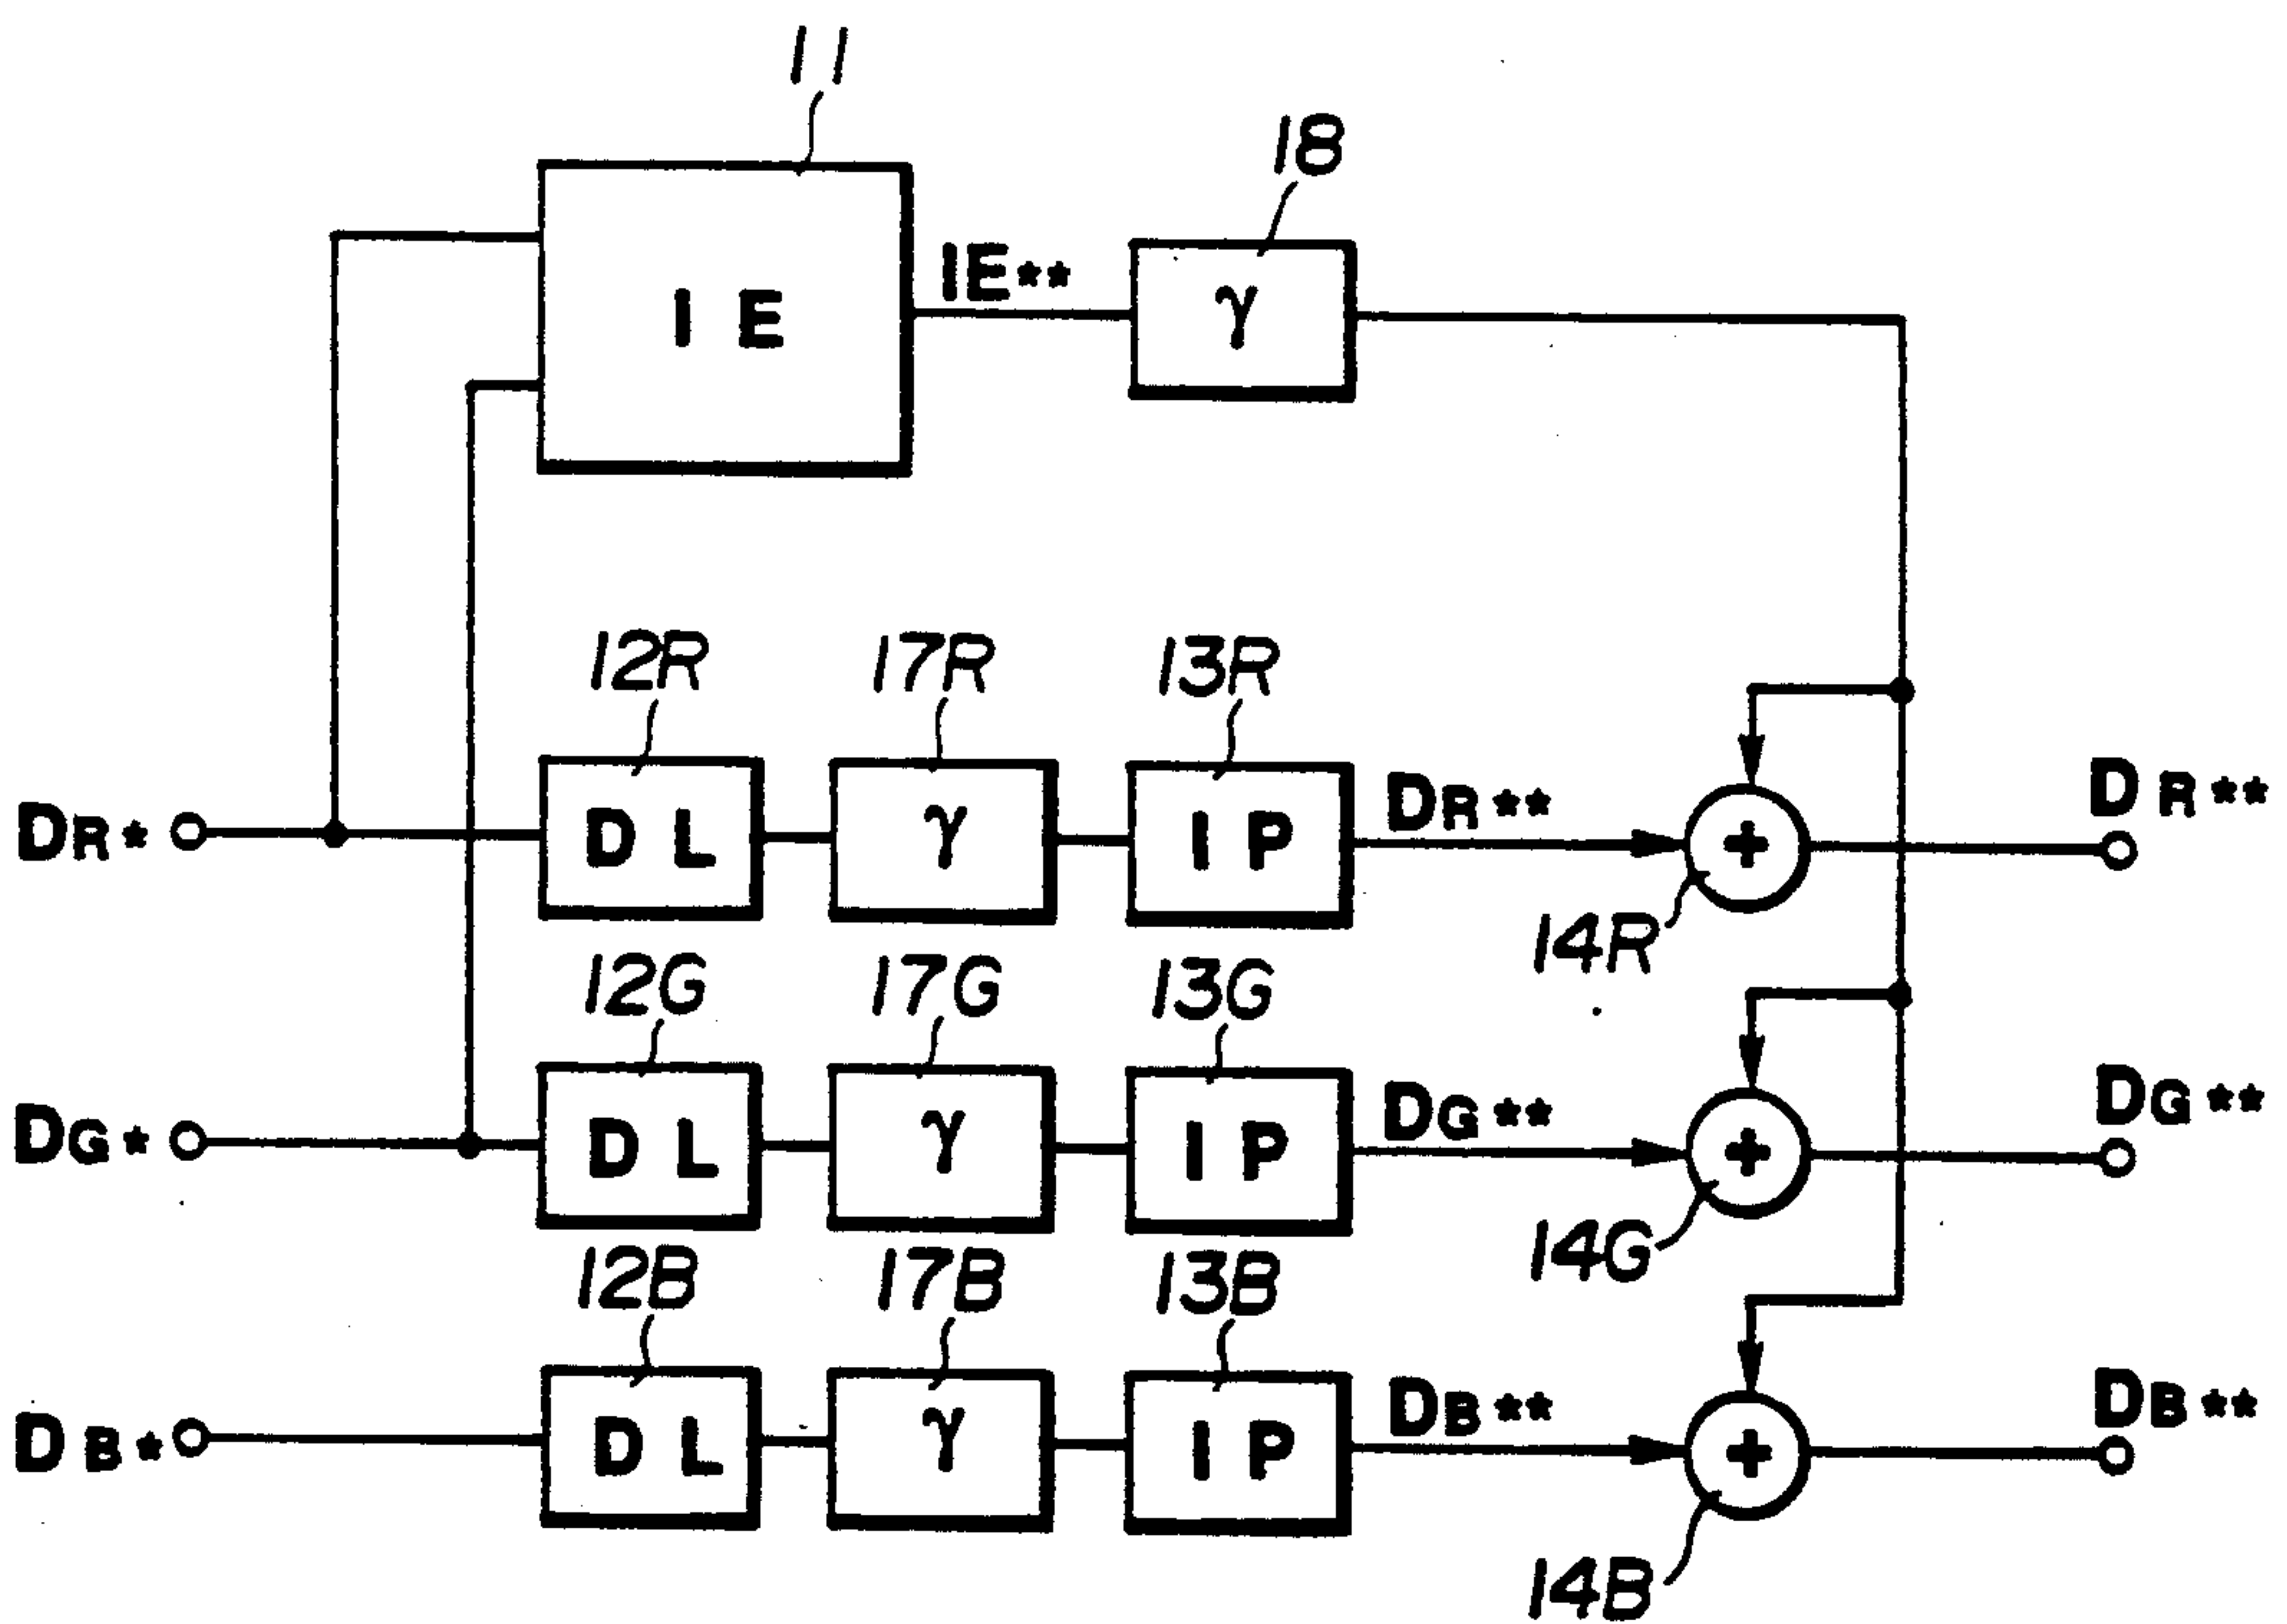 11
18
IE
IE**
γ
12R
17R
13R
DR*
DL
γ
IP
DR**
+
DR**
14R
12G
17G
13G
DG*
DL
γ
IP
DG**
+
DG**
14G
12B
17B
13B
DB*
DL
γ
IP
DB**
+
DB**
14B